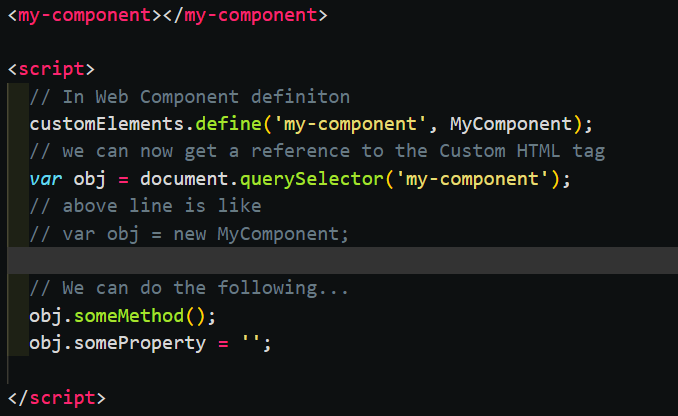 <my-component></my-component>
<script>
// In Web Component definiton
customElements.define('my-component', MyComponent);
// we can now get a reference to the Custom HTML tag
var obj = document.querySelector('my-component');
// above line is like
// var obj = new MyComponent;
// We can do the following...
obj.someMethod();
obj.someProperty = '';
</script>